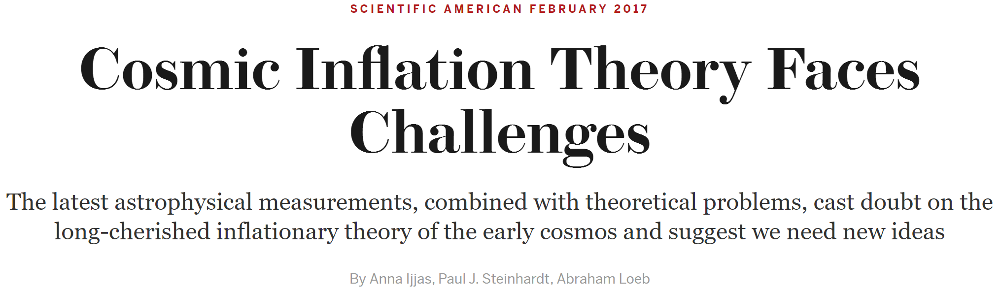 SCIENTIFIC AMERICAN FEBRUARY 2017
Cosmic Inflation Theory Faces
Challenges
The latest astrophysical measurements, combined with theoretical problems, cast doubt on the
long-cherished inflationary theory of the early cosmos and suggest we need new ideas
By Anna Ijjas, Paul J. Steinhardt, Abraham Loeb